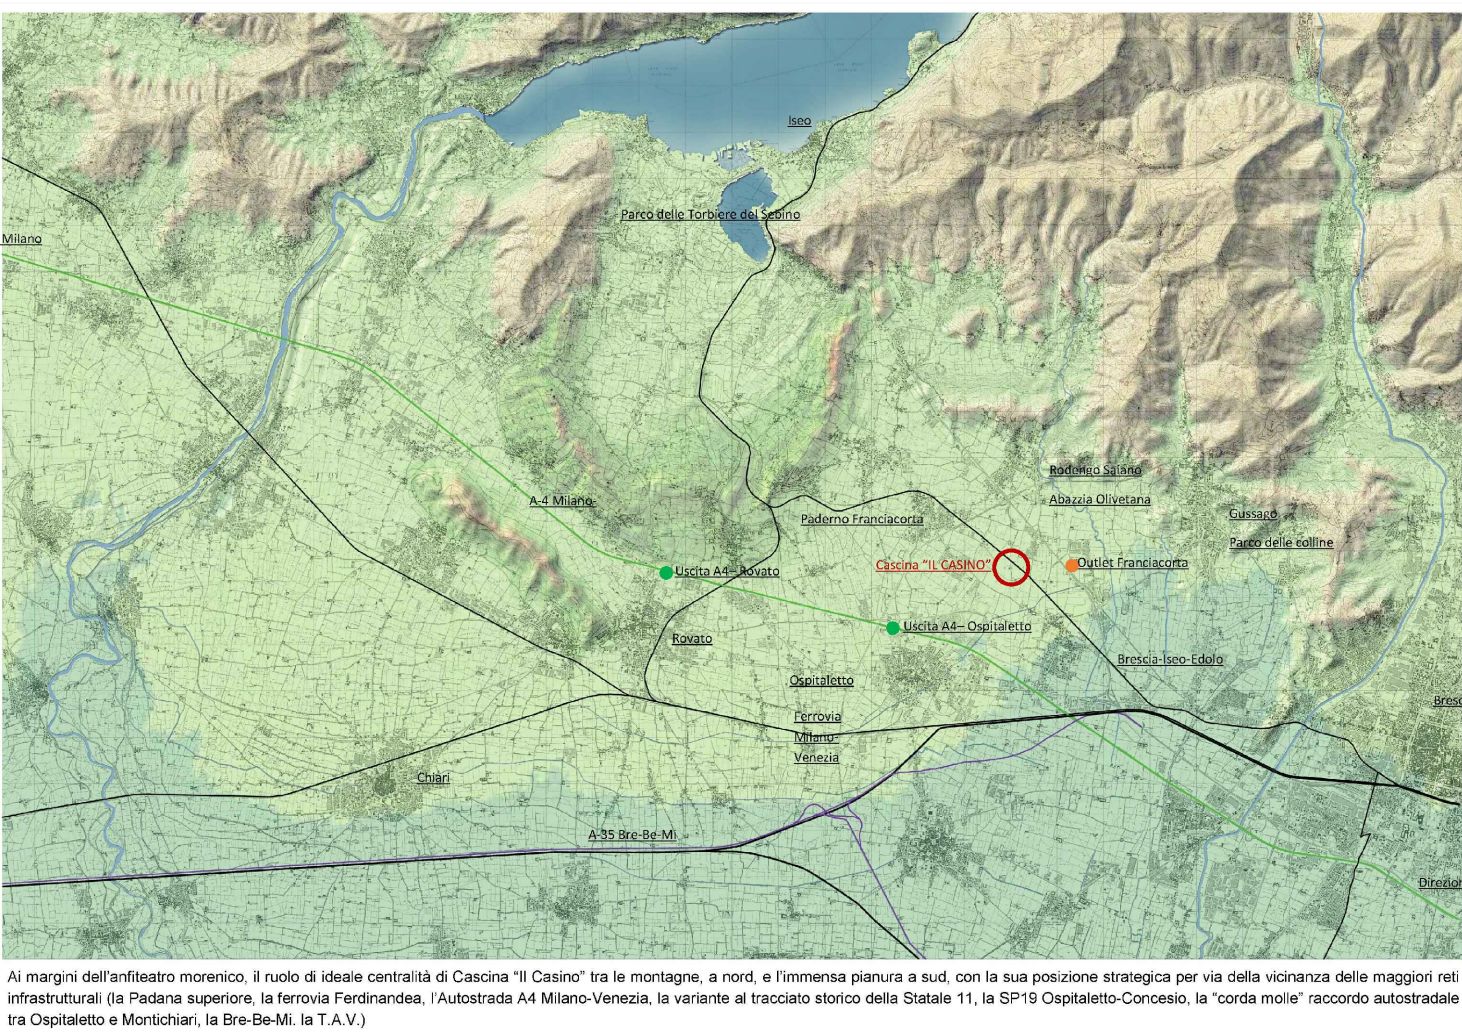 Iseo
Parco delle Torbiere del Sebino
Milano
Rodengo Saiano
A-4 Milano-
Abazzia Olivetana
Paderno Franciacorta
Gussago
Parco delle colline
Cascina "IL CASINO"
Outlet Franciacorta
Uscita A4– Rovato
Uscita A4– Ospitaletto
Rovato
Brescia-Iseo-Edolo
Ospitaletto
Bresc
Ferrovia
Milano-
Venezia
Chiari
A-35 Bre-Be-Mi
Direzion
Ai margini dell'anfiteatro morenico, il ruolo di ideale centralità di Cascina "Il Casino" tra le montagne, a nord, e l'immensa pianura a sud, con la sua posizione strategica per via della vicinanza delle maggiori reti
infrastrutturali (la Padana superiore, la ferrovia Ferdinandea, l'Autostrada A4 Milano-Venezia, la variante al tracciato storico della Statale 11, la SP19 Ospitaletto-Concesio, la "corda molle" raccordo autostradale
tra Ospitaletto e Montichiari, la Bre-Be-Mi. la T.A.V.)